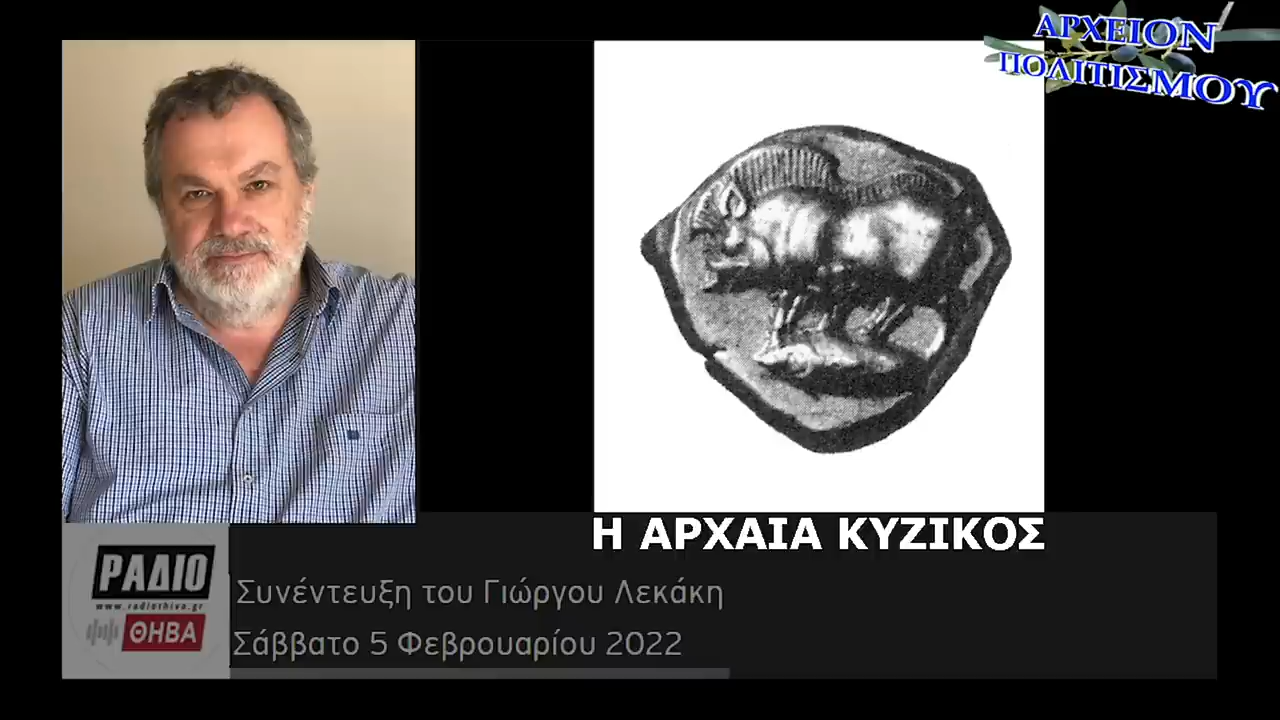 ΑΡΧΕΙΟΝ
ΠΟΛΙΤΙΣΜΟΥ
Η ΑΡΧΑΙΑ ΚΥΖΙΚΟΣ
ΡΑΔΙΟ
www.radiothiva.gr
ΘΗΒΑ
Συνέντευξη του Γιώργου Λεκάκη
Σάββατο 5 Φεβρουαρίου 2022